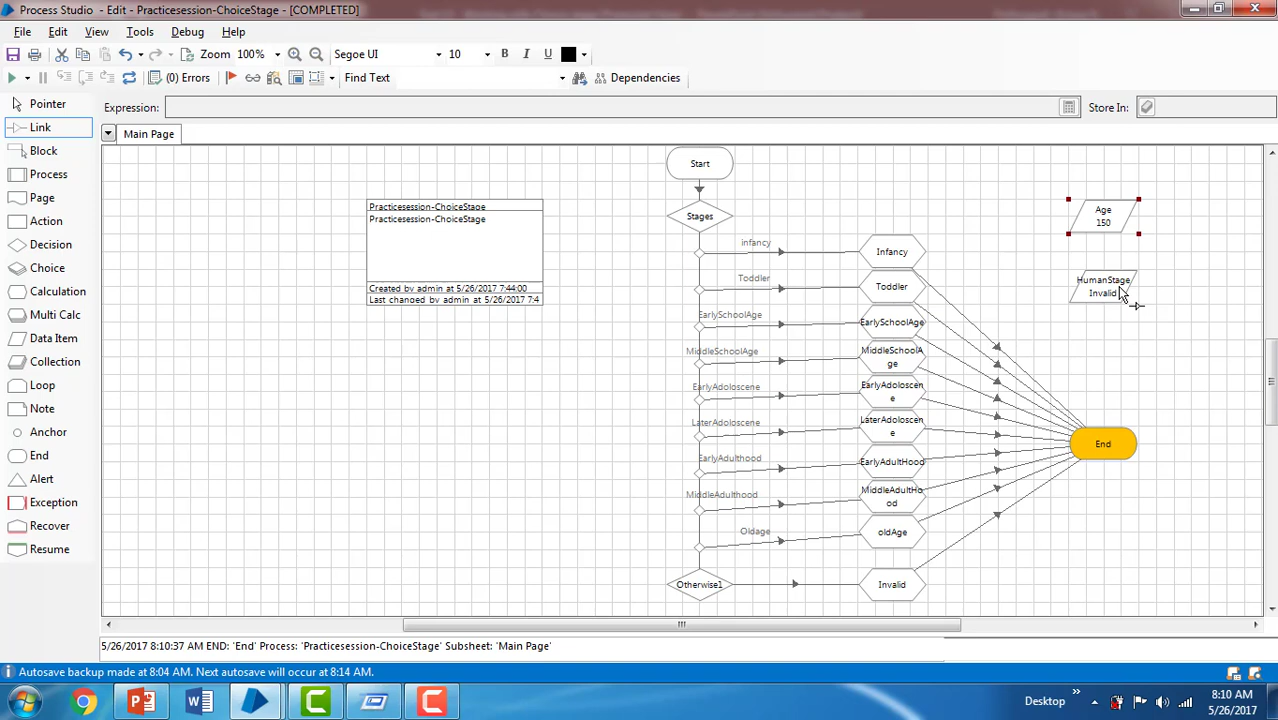 Process Studio - Edit - Practicesession-ChoiceStage - [COMPLETED]
File Edit View Tools Debug Help
Zoom 100% Segoe UI 10 B I U
(0) Errors Find Text Dependencies
Expression: Store In:
Pointer
Link
Block
Process
Page
Action
Decision
Choice
Calculation
Multi Calc
Data Item
Collection
Loop
Note
Anchor
End
Alert
Exception
Recover
Resume
Main Page
Practicesession-ChoiceStage
Practicesession-ChoiceStage
Created by admin at 5/26/2017 7:44:00
Last changed by admin at 5/26/2017 7:4
Start
Stages
infancy
Toddler
EarlySchoolAge
MiddleSchoolAge
EarlyAdoloscene
LaterAdoloscene
EarlyAdulthood
MiddleAdulthood
Oldage
Otherwise1
Infancy
Toddler
EarlySchoolAge
MiddleSchoolA
ge
EarlyAdoloscen
e
LaterAdoloscen
e
EarlyAdultHood
MiddleAdultHo
od
oldAge
Invalid
Age
150
HumanStage
Invalid
End
5/26/2017 8:10:37 AM END: 'End' Process: 'Practicesession-ChoiceStage' Subsheet: 'Main Page'
Autosave backup made at 8:04 AM. Next autosave will occur at 8:14 AM.
Desktop
8:10 AM
5/26/2017